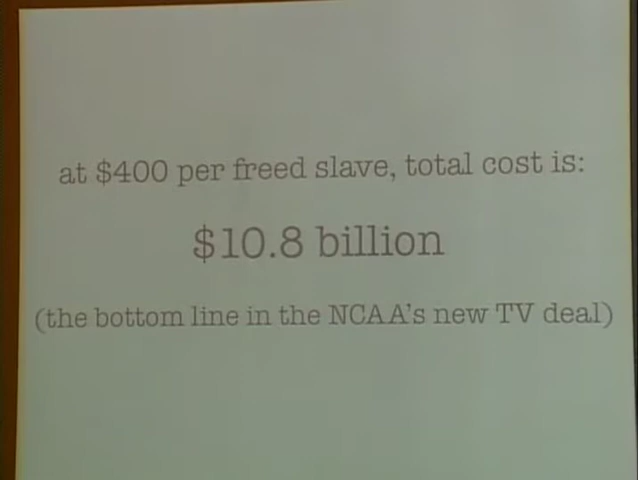 at $400 per freed slave, total cost is:
$10.8 billion
(the bottom line in the NCAA's new TV deal)